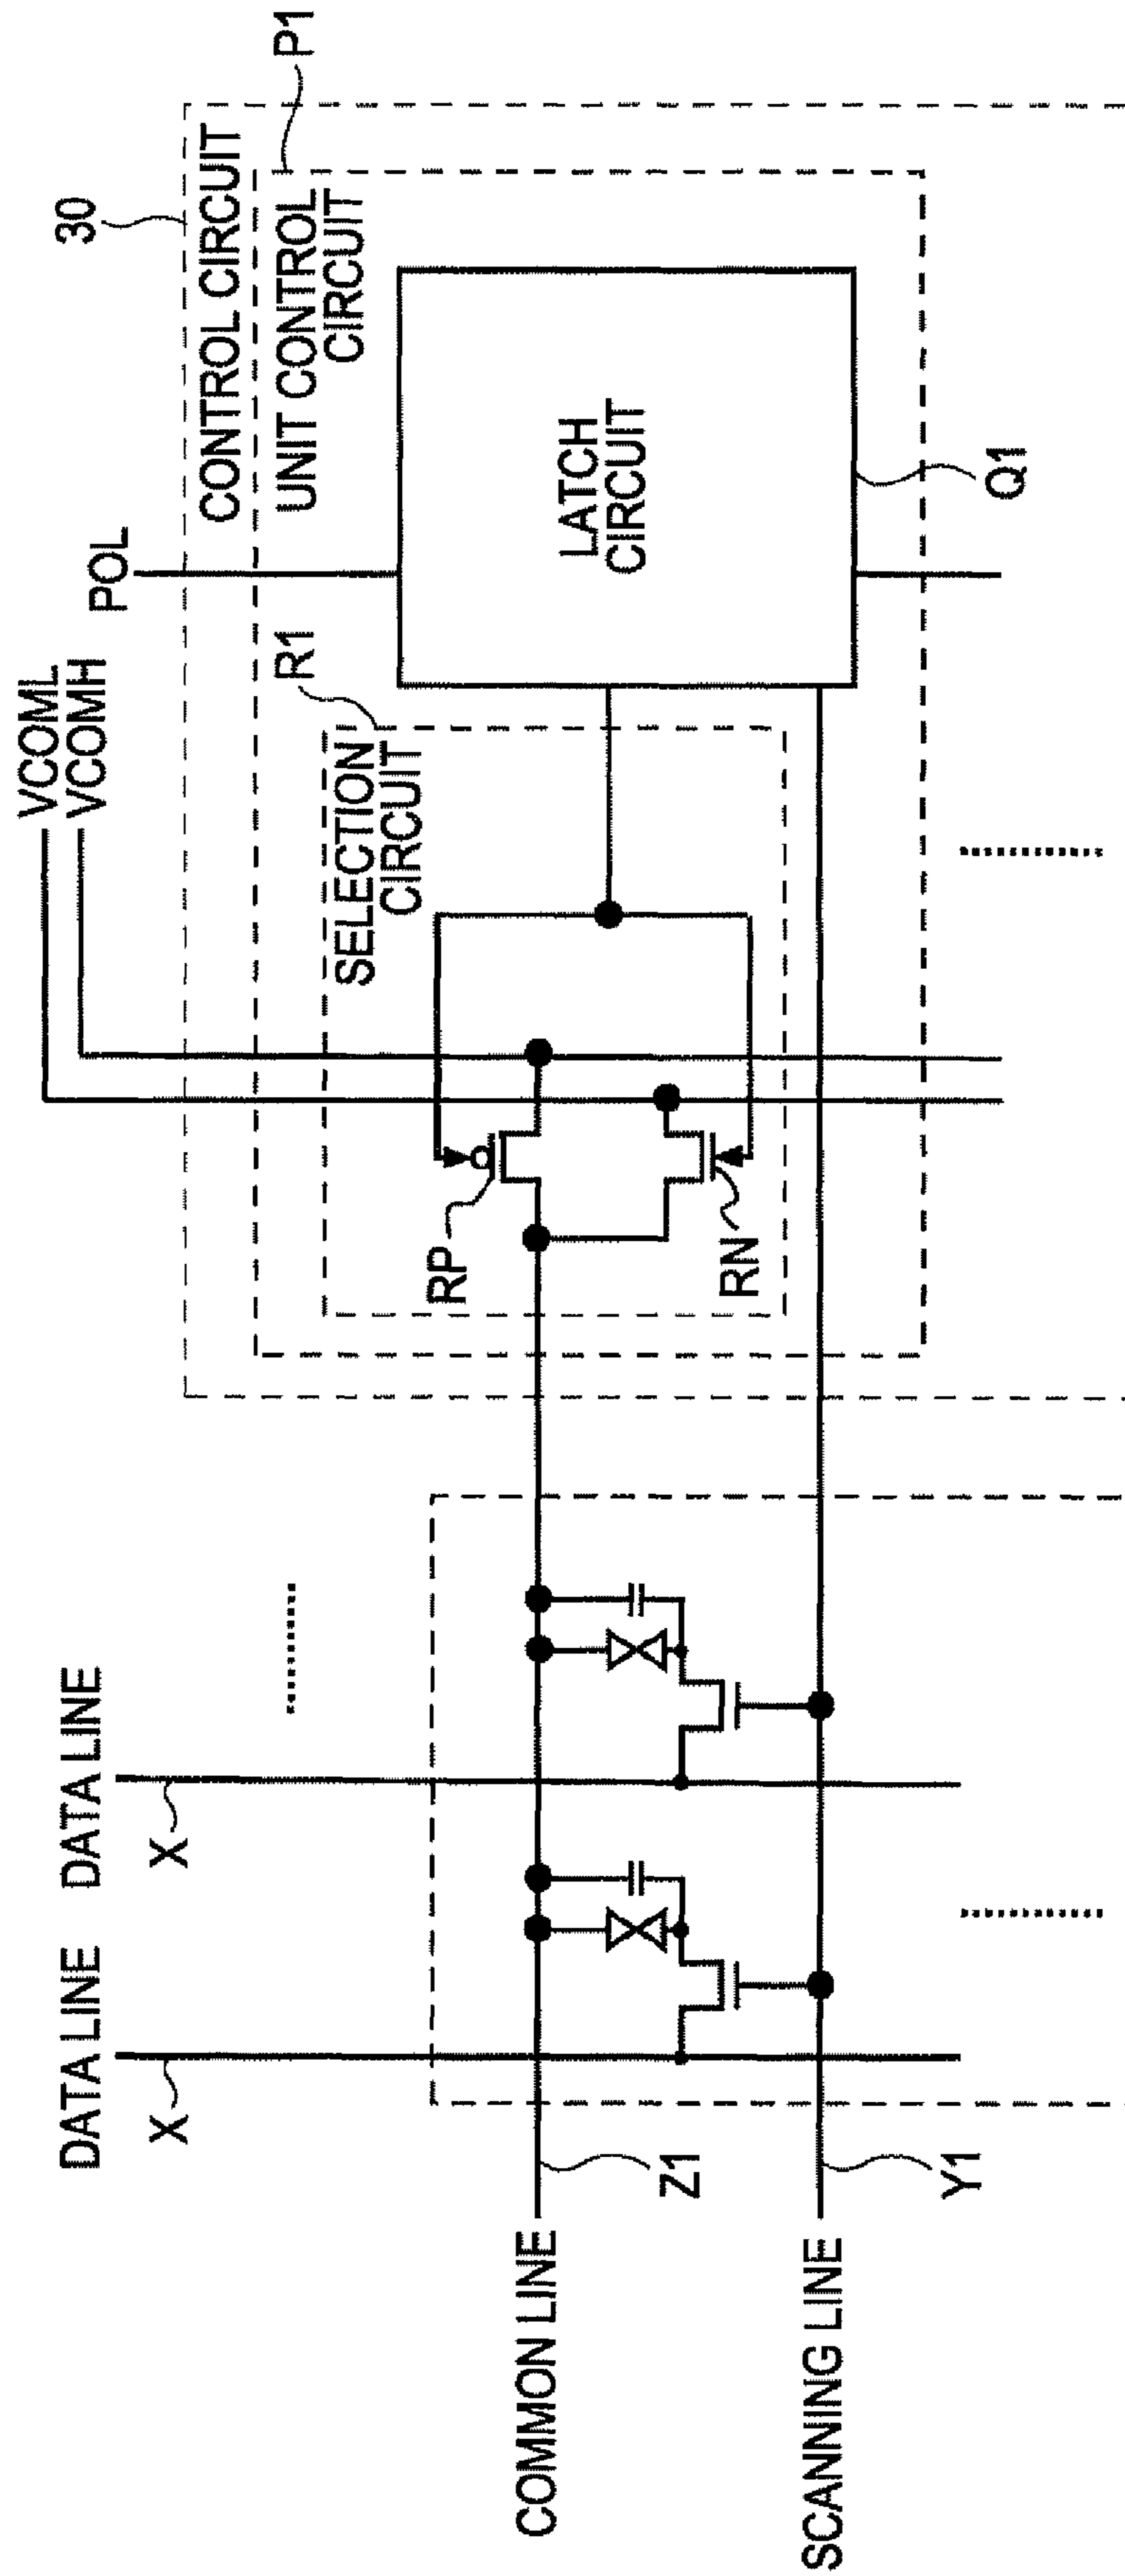 30
P1
CONTROL CIRCUIT
UNIT CONTROL
CIRCUIT
POL
LATCH
CIRCUIT
Q1
VCOML
VCOMH
R1
SELECTION
CIRCUIT
RP
RN
DATA LINE
DATA LINE
X
X
COMMON LINE
Z1
SCANNING LINE
Y1